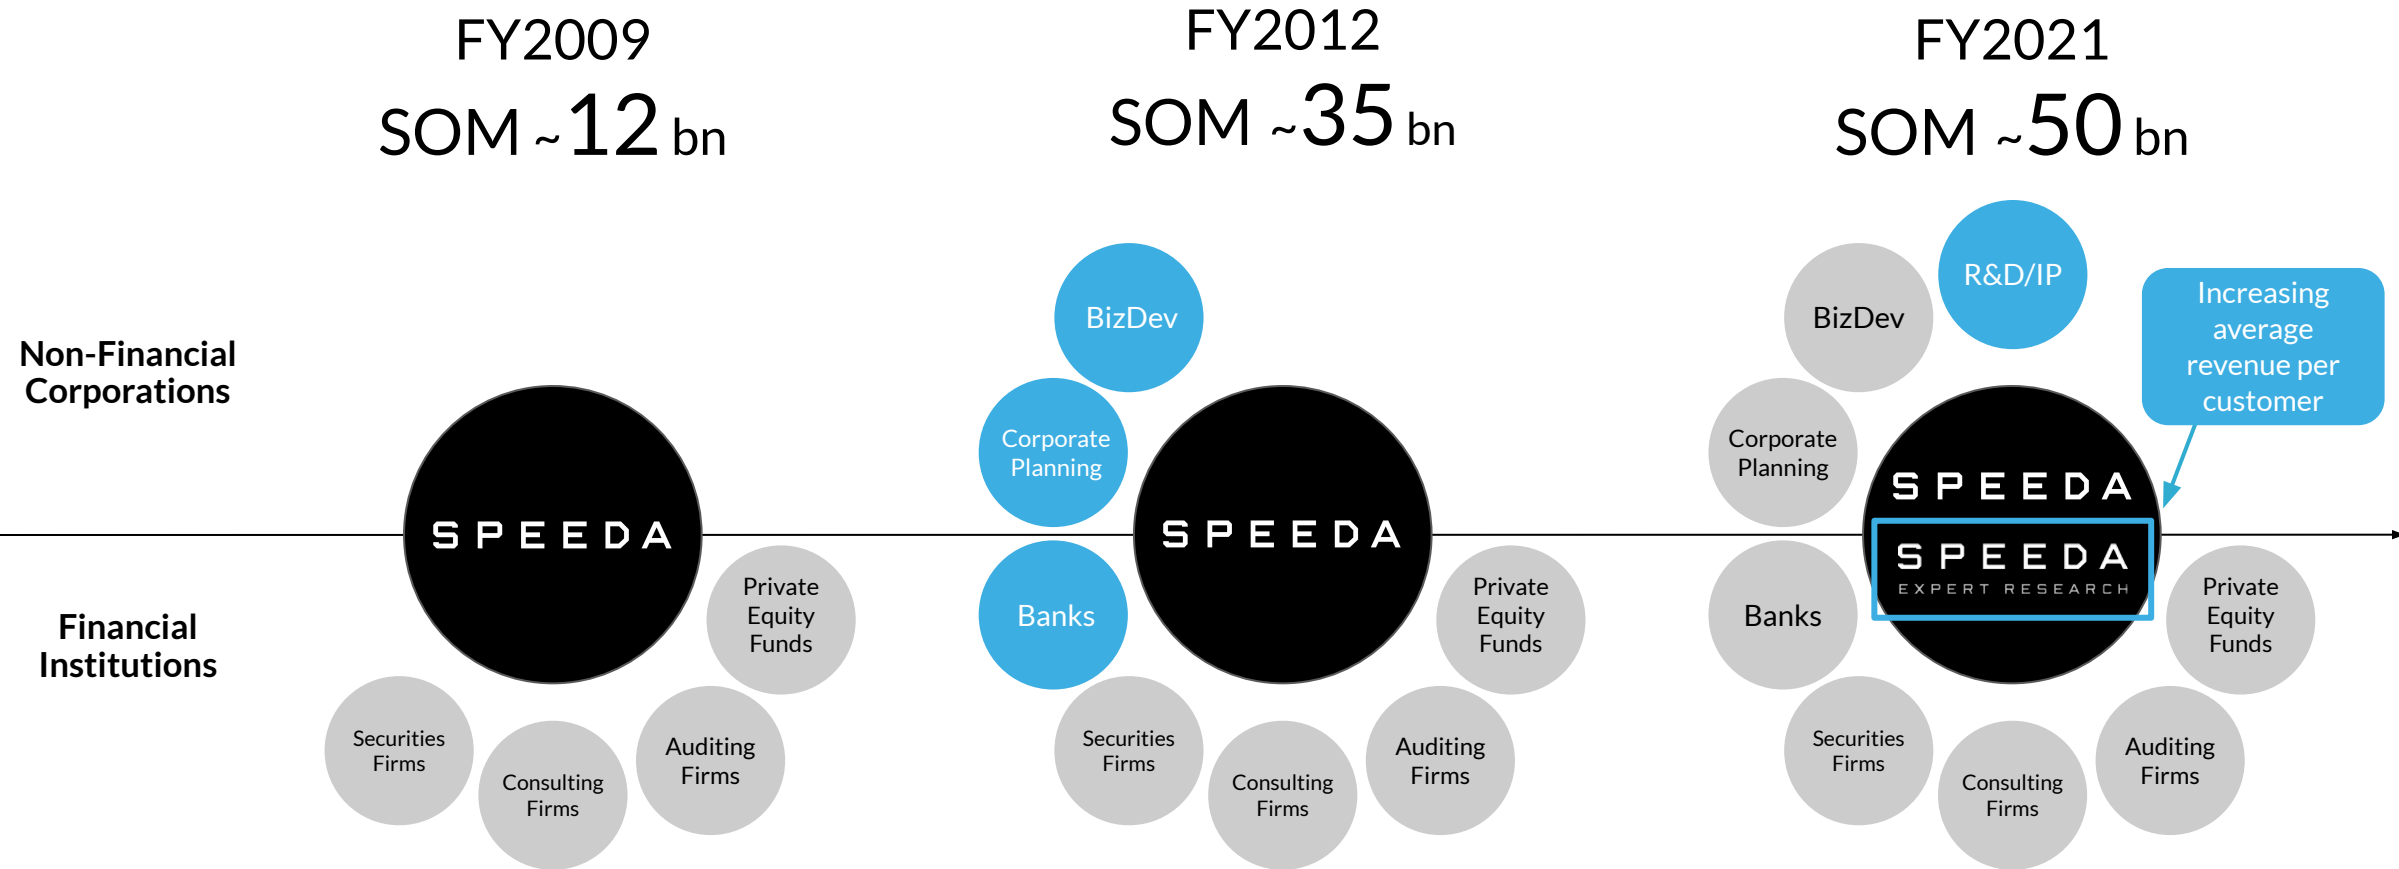 FY2009
SOM ~12 bn
FY2012
SOM ~35 bn
FY2021
SOM ~50 bn
Non-Financial
Corporations
Financial
Institutions
SPEEDA
Private
Equity
Funds
Securities
Firms
Consulting
Firms
Auditing
Firms
BizDev
Corporate
Planning
SPEEDA
Banks
Private
Equity
Funds
Securities
Firms
Consulting
Firms
Auditing
Firms
R&D/IP
BizDev
Increasing
average
revenue per
customer
Corporate
Planning
SPEEDA
SPEEDA
EXPERT RESEARCH
Banks
Private
Equity
Funds
Securities
Firms
Consulting
Firms
Auditing
Firms